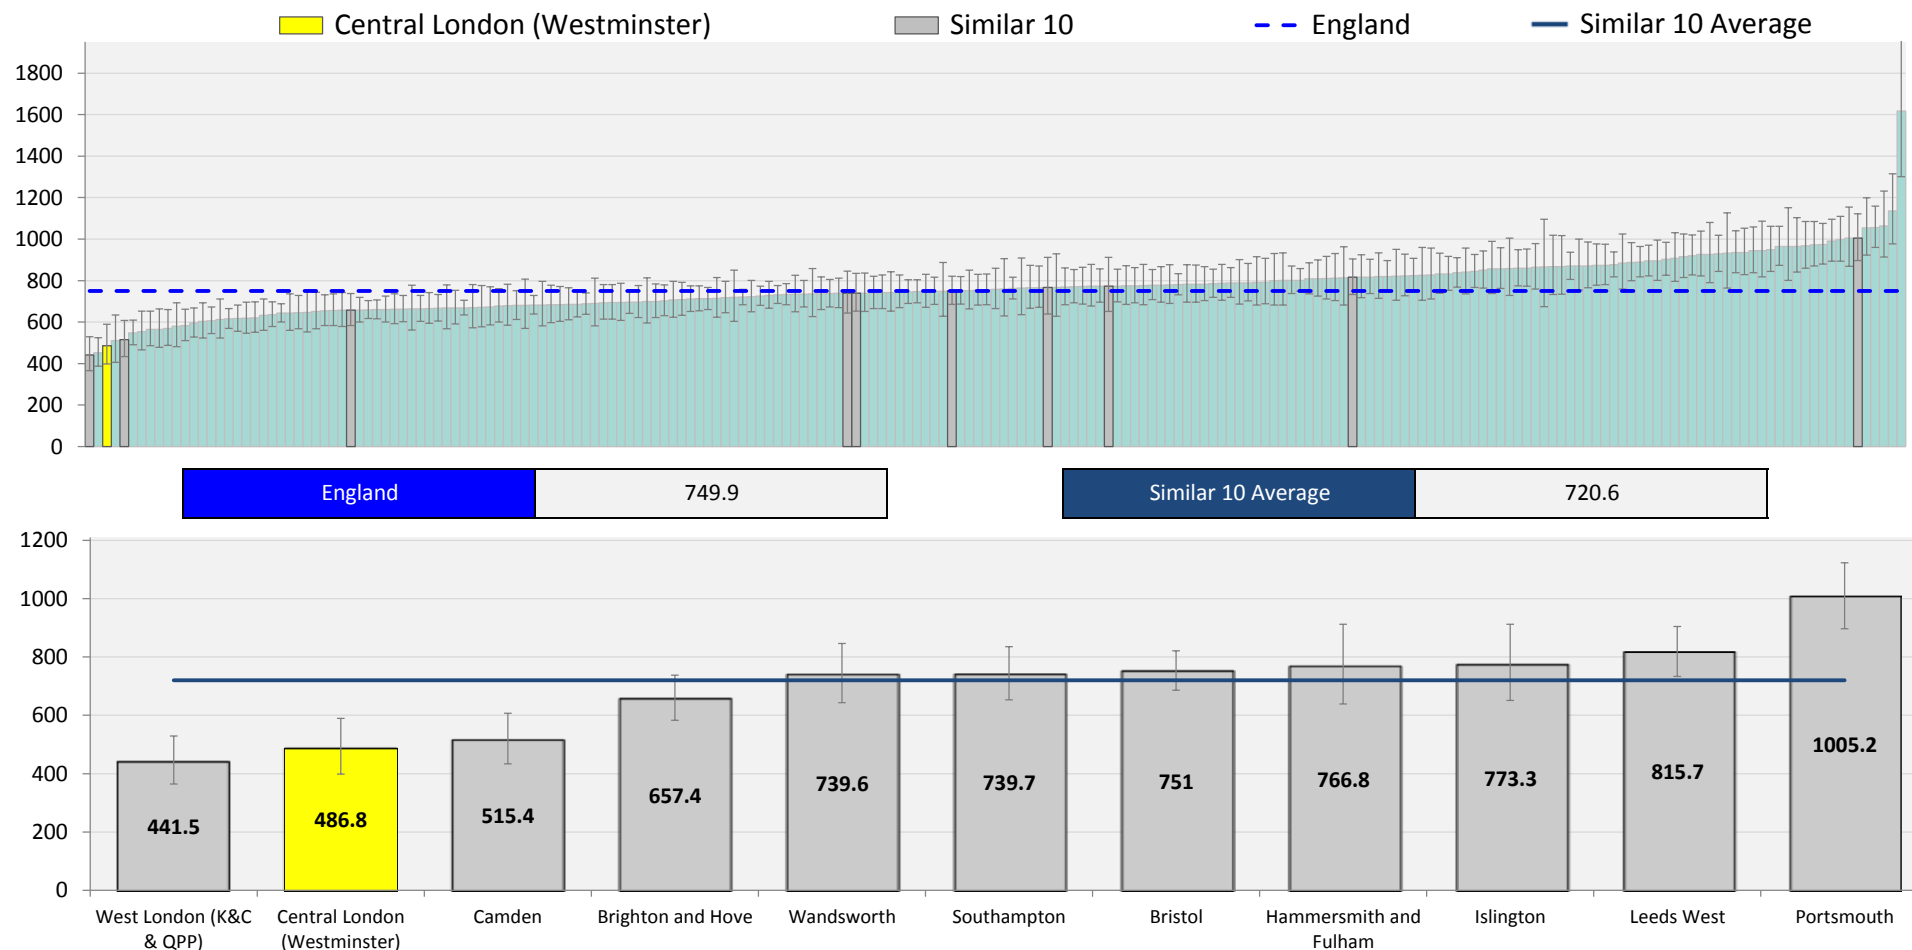 Central London (Westminster) Similar 10 England Similar 10 Average
1800
1600
1400
1200
1000
800
600
400
200
0
England 749.9 Similar 10 Average 720.6
1200
1000
800
600
400
200
0
441.5 486.8 515.4 657.4 739.6 739.7 751 766.8 773.3 815.7 1005.2
West London (K&C & QPP)
Central London (Westminster)
Camden
Brighton and Hove
Wandsworth
Southampton
Bristol
Hammersmith and Fulham
Islington
Leeds West
Portsmouth